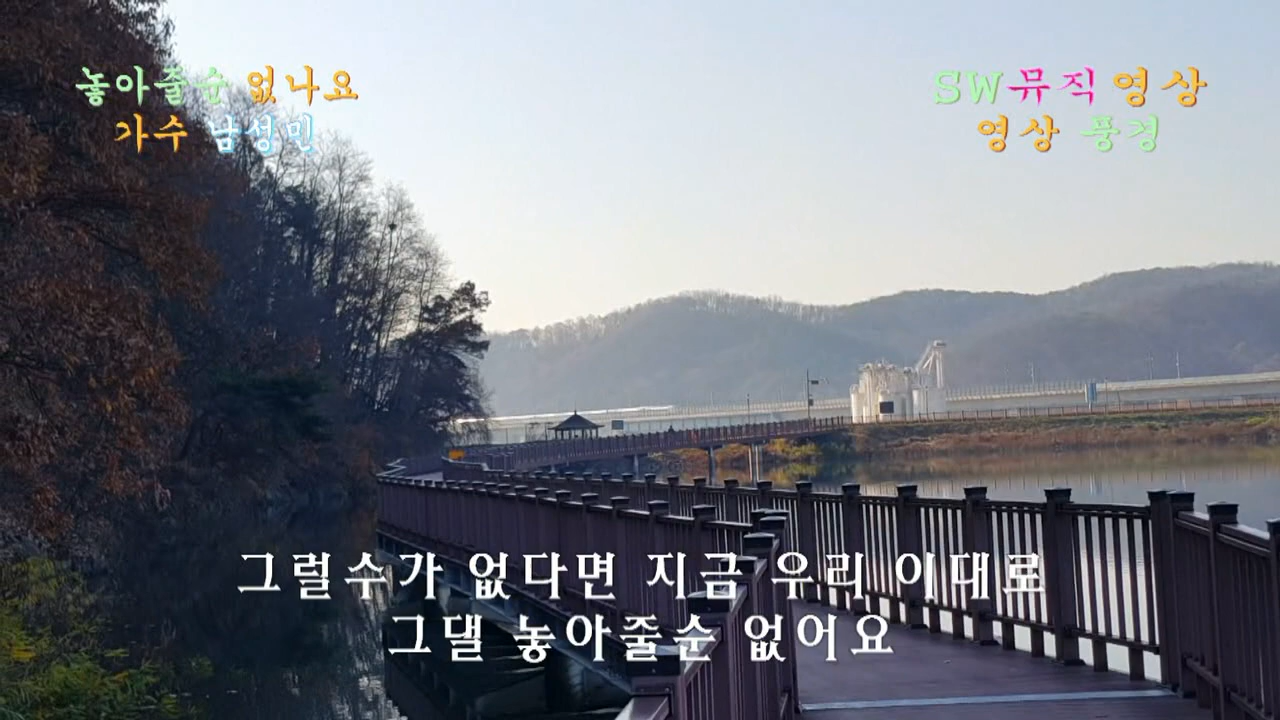 놓아줄순 없나요
가수 남성민
SW뮤직 영상
영상 풍경
그럴수가 없다면 지금 우리 이대로
그댈 놓아줄순 없어요